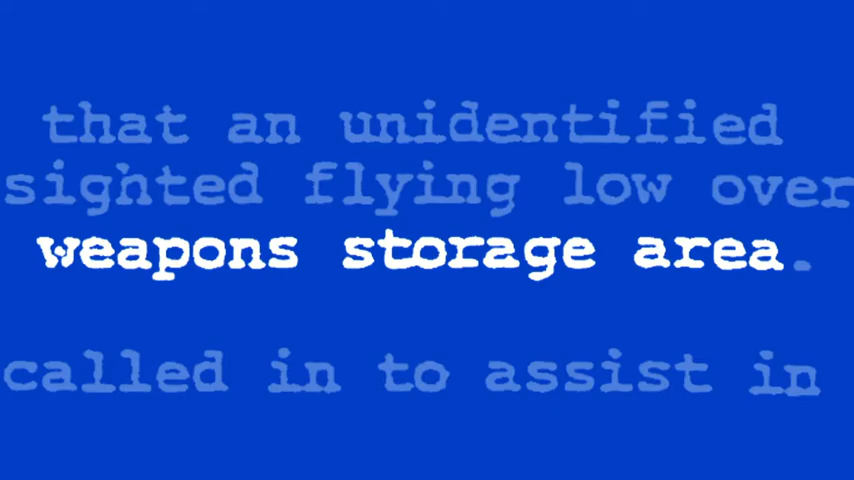 that an unidentified
sighted flying low over
weapons storage area.
called in to assist in